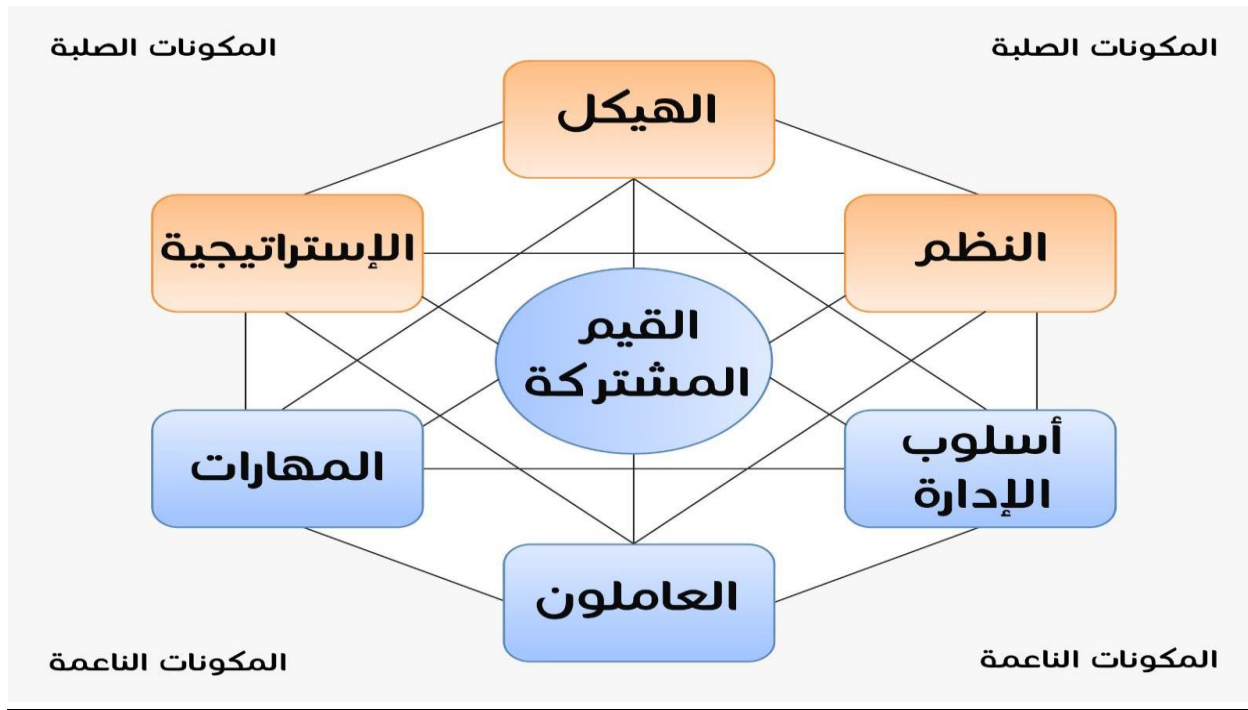 المكونات الصلبة
المكونات الصلبة
الهيكل
النظم
الإستراتيجية
القيم
المشتركة
أسلوب
الإدارة
المهارات
العاملون
المكونات الناعمة
المكونات الناعمة